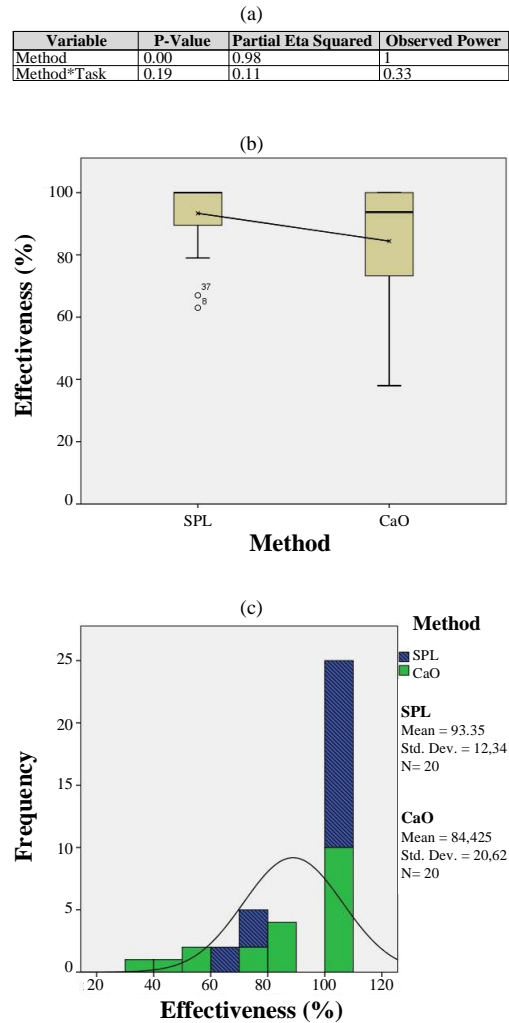 (a)
Variable P-Value Partial Eta Squared Observed Power
Method 0.00 0.98 1
Method*Task 0.19 0.11 0.33
(b)
Effectiveness (%)
100
80
60
40
20
0
37
8
SPL CaO
Method
(c)
Method
SPL
CaO
SPL
Mean = 93.35
Std. Dev. = 12,34
N= 20
CaO
Mean = 84,425
Std. Dev. = 20,62
N= 20
Frequency
25
20
15
10
5
0
20 40 60 80 100 120
Effectiveness (%)